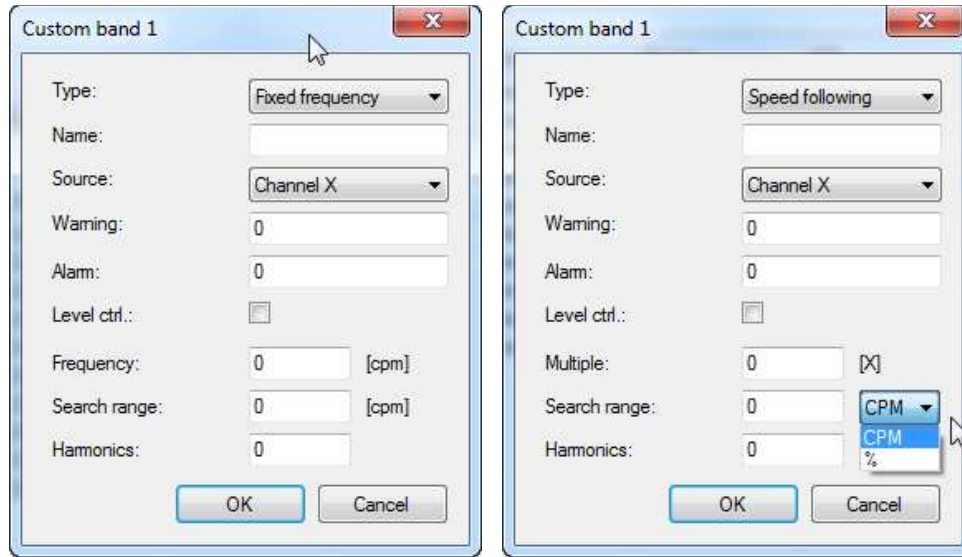 Custom band 1
Type: Fixed frequency
Name:
Source: Channel X
Warning: 0
Alarm: 0
Level ctrl.:
Frequency: 0 [cpm]
Search range: 0 [cpm]
Harmonics: 0
OK Cancel
Custom band 1
Type: Speed following
Name:
Source: Channel X
Warning: 0
Alarm: 0
Level ctrl.:
Multiple: 0 [X]
Search range: 0 CPM
CPM
%
Harmonics: 0
OK Cancel